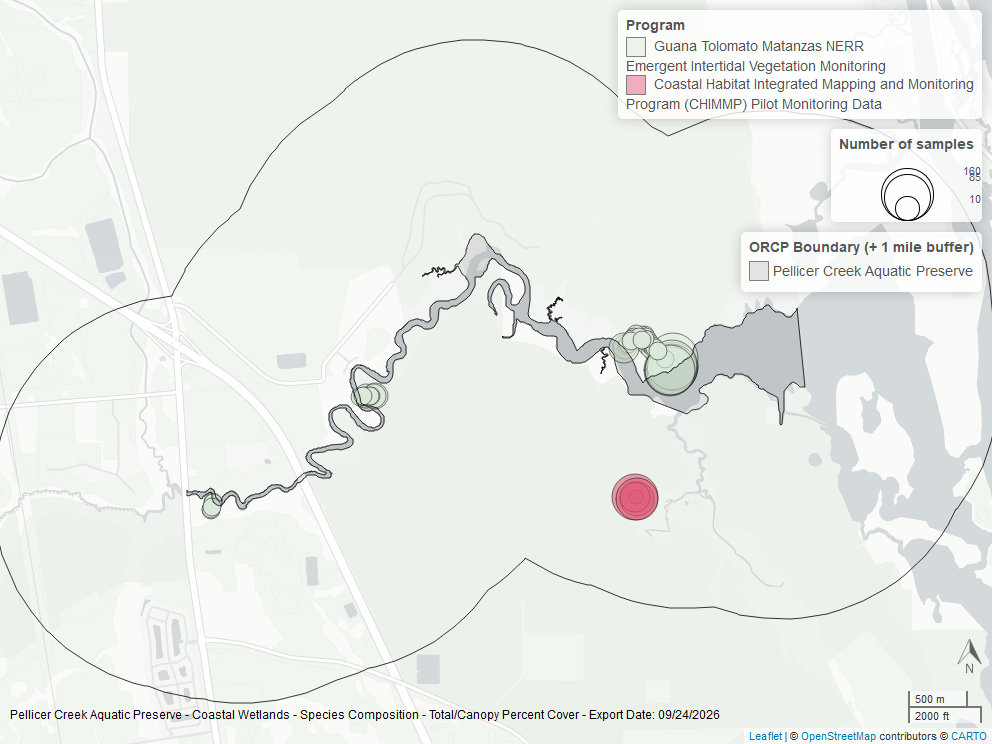 Program
Guana Tolomato Matanzas NERR
Emergent Intertidal Vegetation Monitoring
Coastal Habitat Integrated Mapping and Monitoring
Program (CHIMMP) Pilot Monitoring Data
Number of samples
160
85
10
ORCP Boundary (+ 1 mile buffer)
Pellicer Creek Aquatic Preserve
N
500 m
2000 ft
Pellicer Creek Aquatic Preserve - Coastal Wetlands - Species Composition - Total/Canopy Percent Cover - Export Date: 09/24/2026
Leaflet | © OpenStreetMap contributors © CARTO